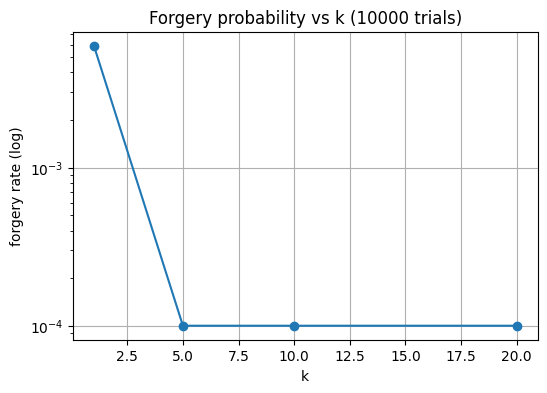 Forgery probability vs k (10000 trials)
forgery rate (log)
10⁻³
10⁻⁴
2.5 5.0 7.5 10.0 12.5 15.0 17.5 20.0
k